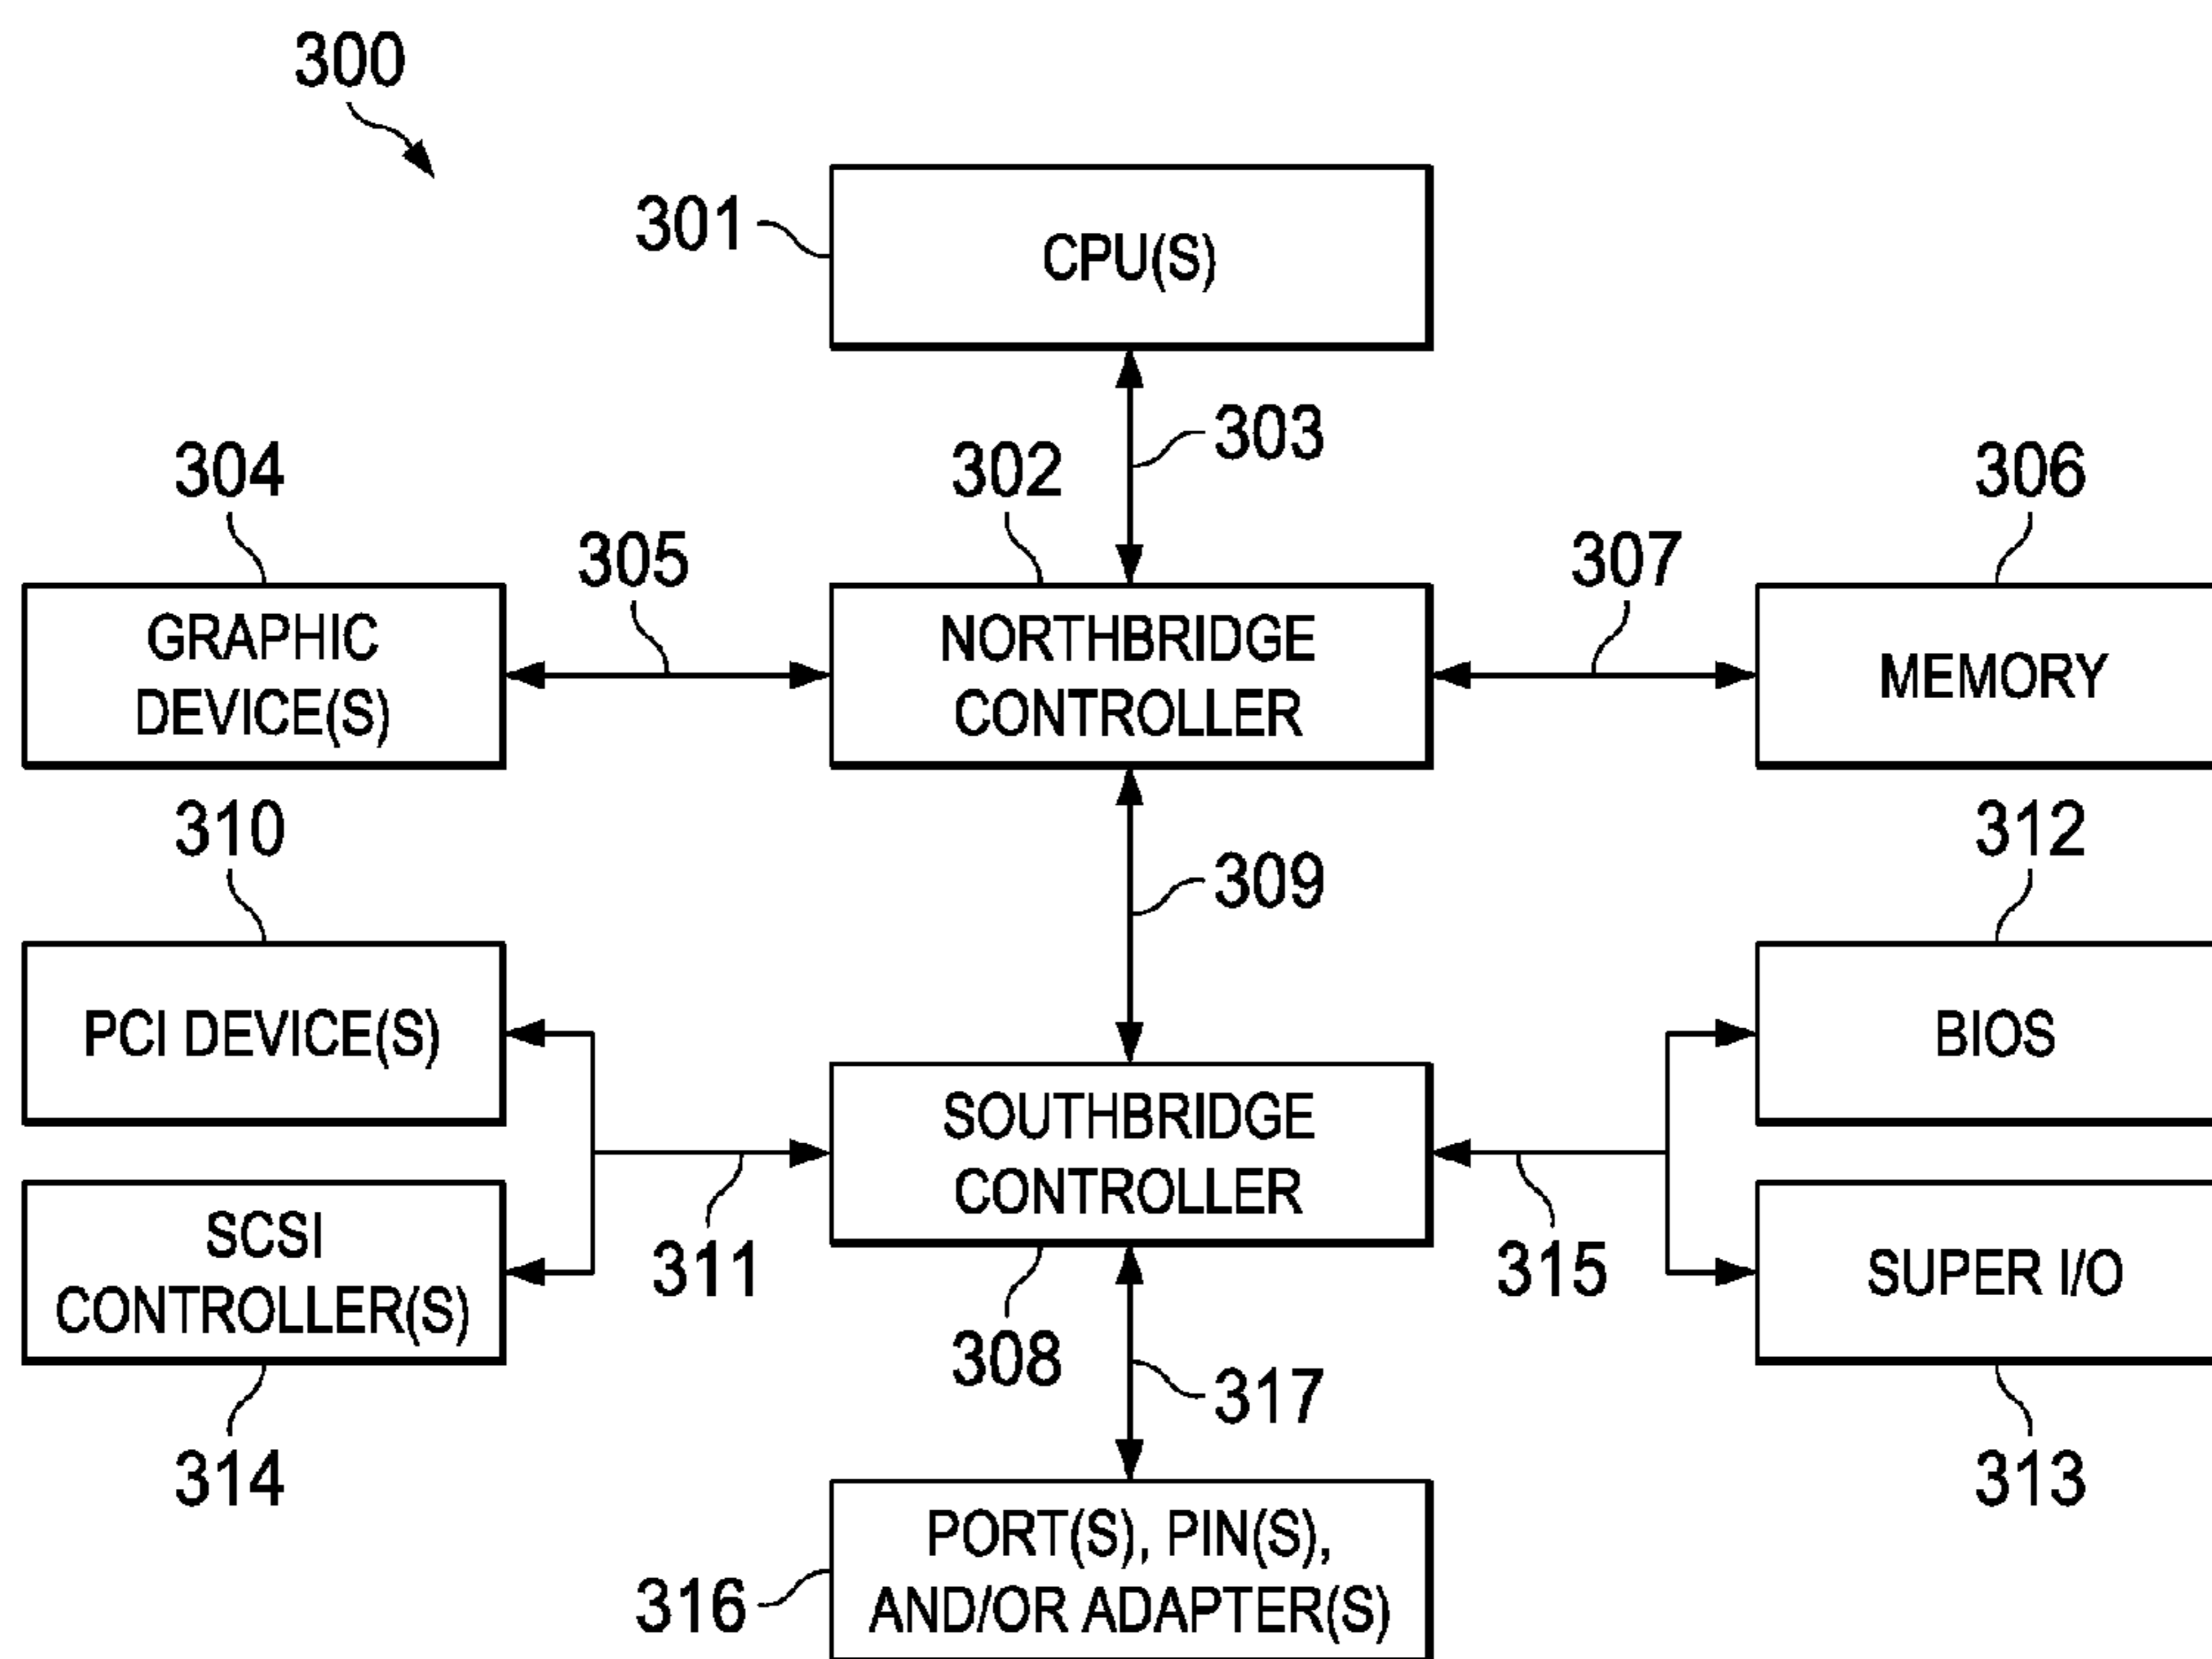 300
301
CPU(S)
303
302
304
306
305
307
GRAPHIC
DEVICE(S)
NORTHBRIDGE
CONTROLLER
MEMORY
310
312
309
PCI DEVICE(S)
BIOS
SOUTHBRIDGE
CONTROLLER
SCSI
CONTROLLER(S)
311
315
SUPER I/O
308
317
314
313
316
PORT(S), PIN(S),
AND/OR ADAPTER(S)